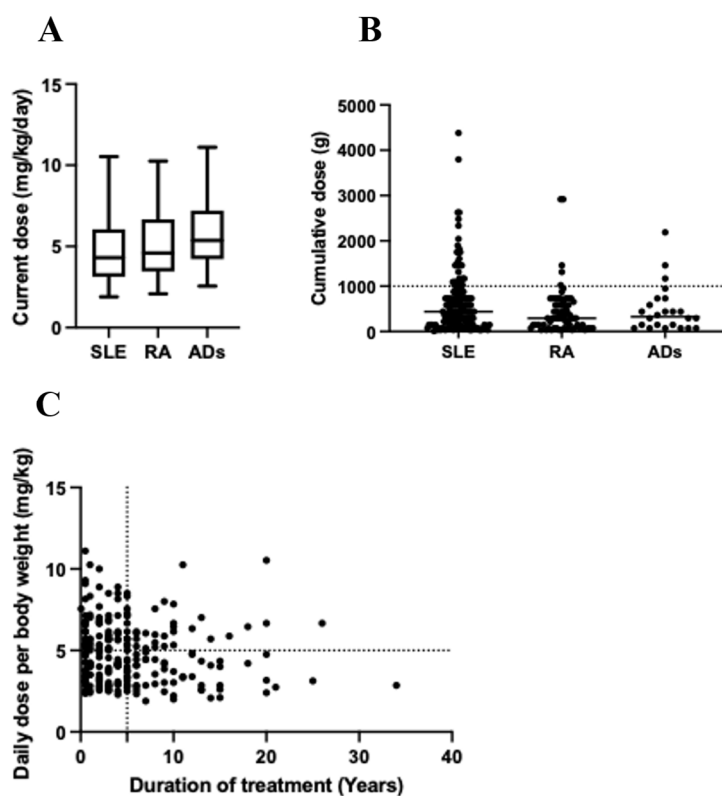 A
B
Current dose (mg/kg/day)
15
10
5
0
SLE RA ADs
Cumulative dose (g)
5000
4000
3000
2000
1000
0
SLE RA ADs
C
Daily dose per body weight (mg/kg)
15
10
5
0
0 10 20 30 40
Duration of treatment (Years)